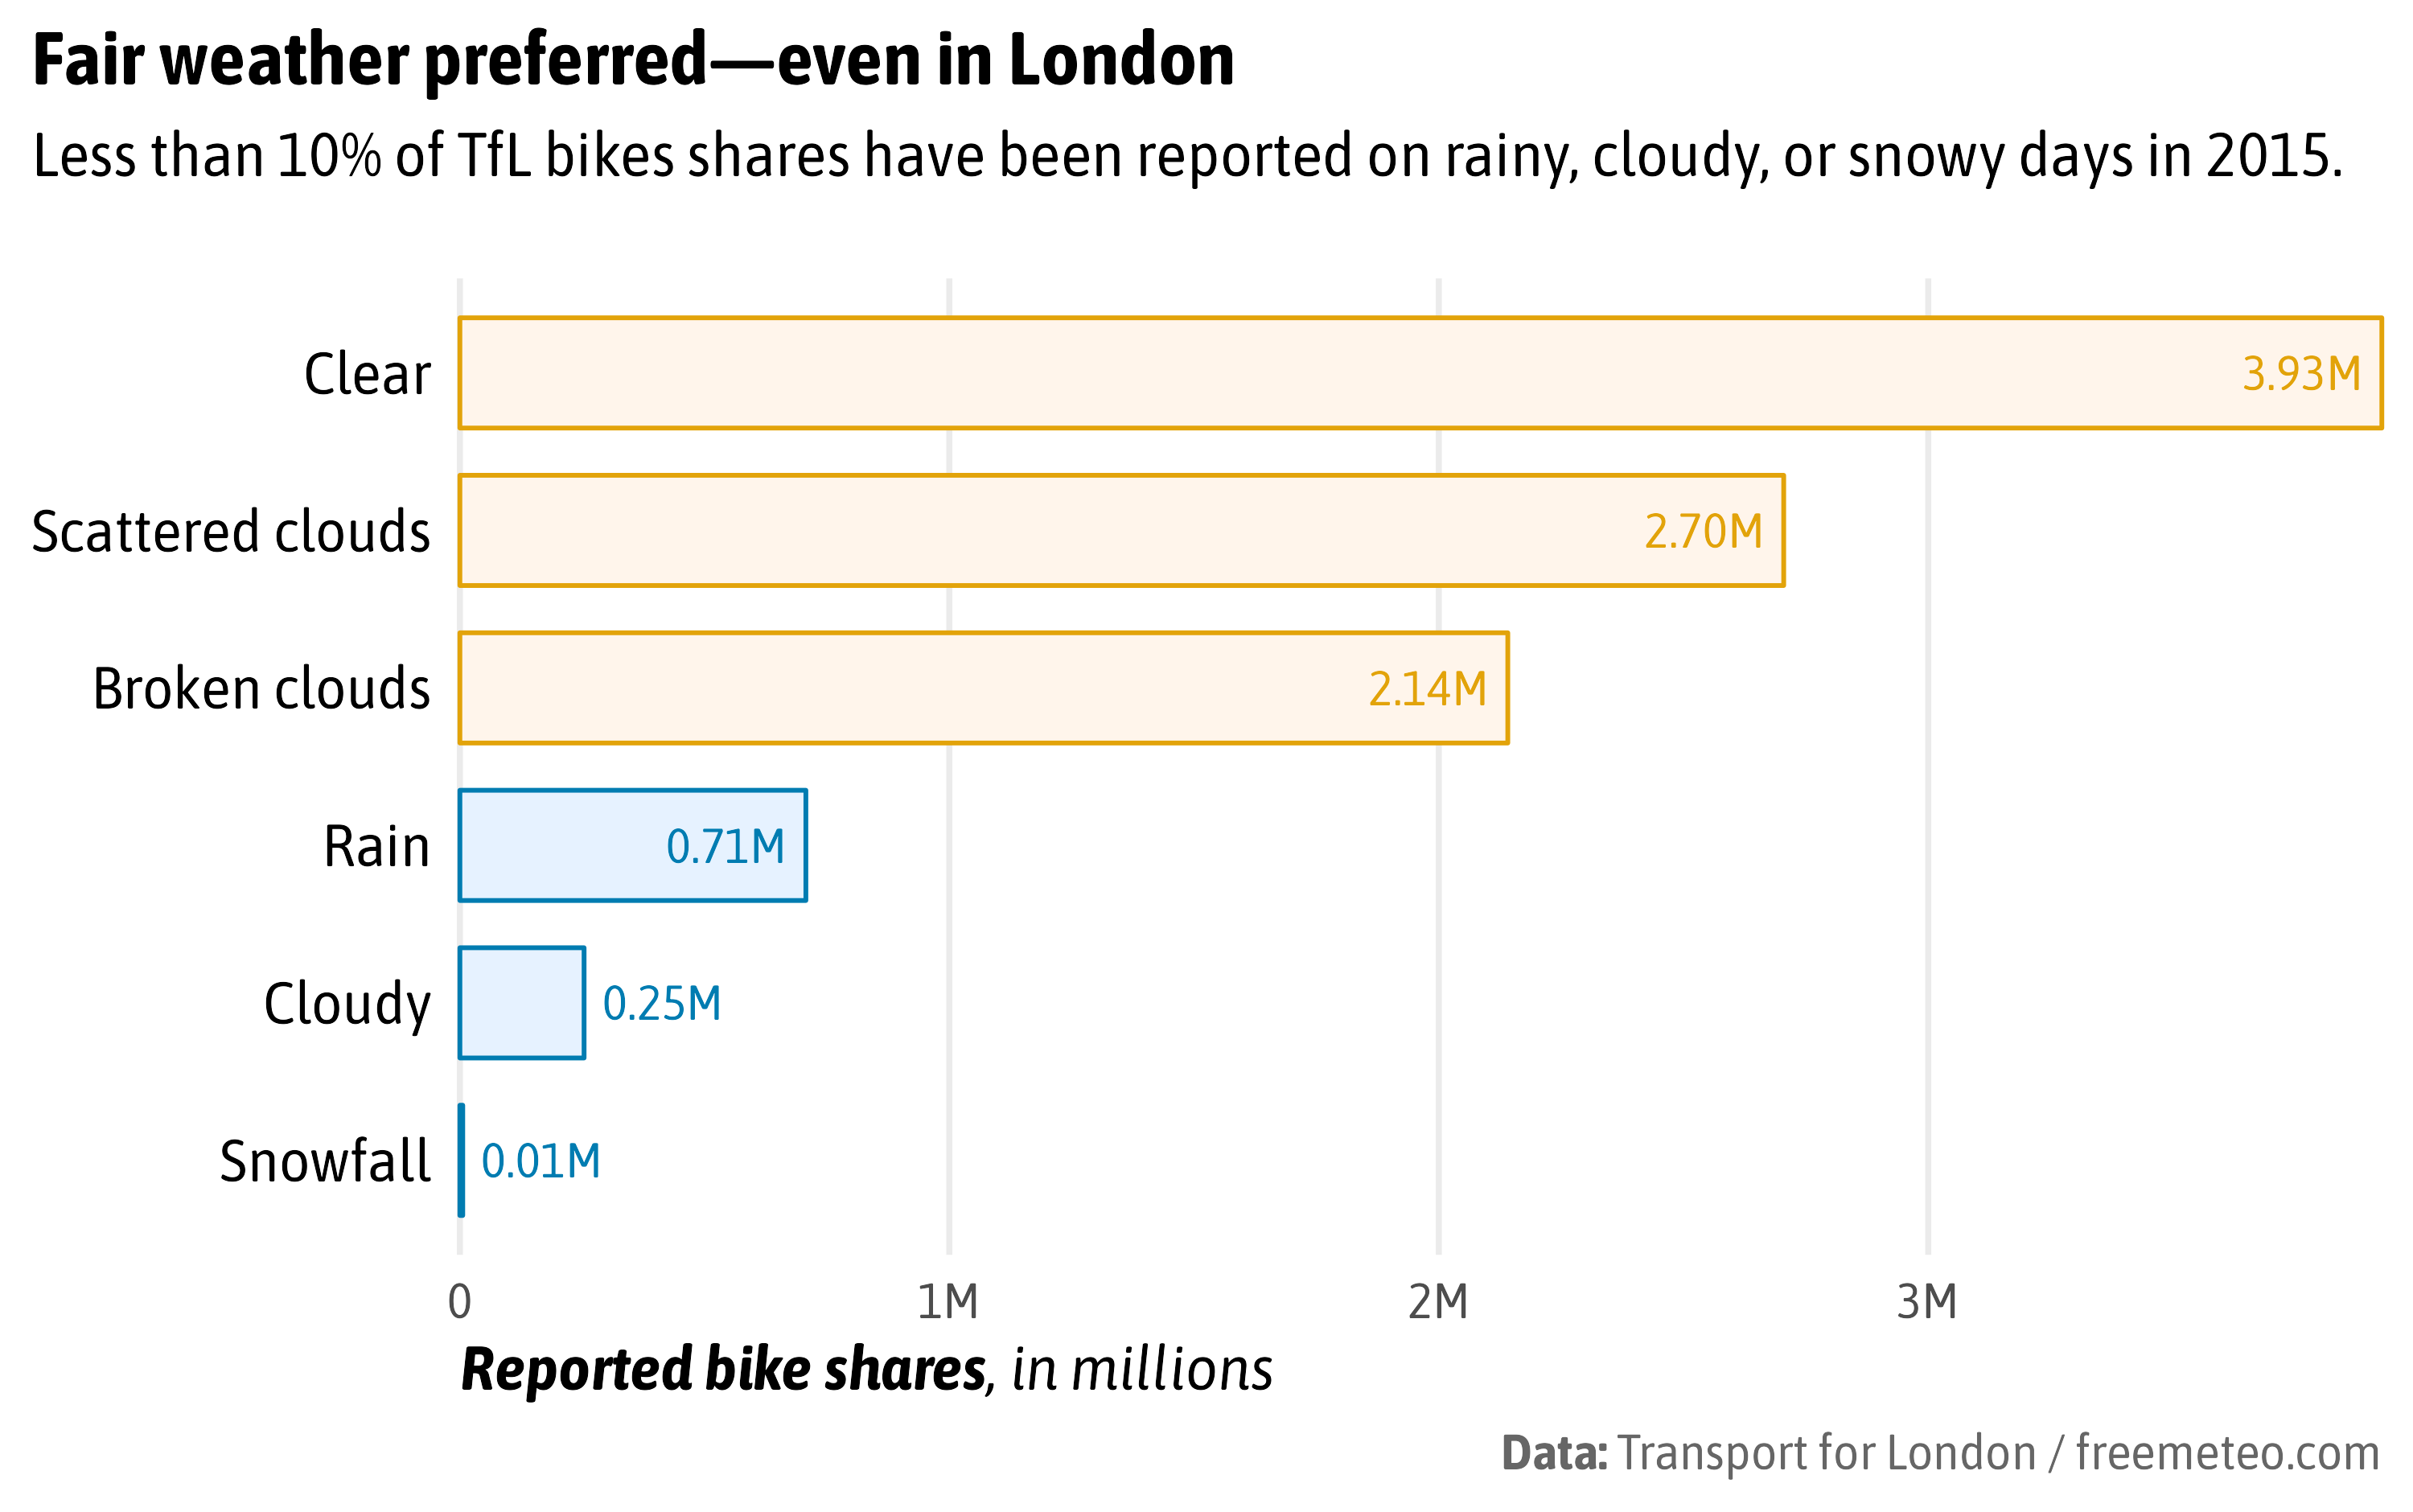 Fair weather preferred—even in London
Less than 10% of TfL bikes shares have been reported on rainy, cloudy, or snowy days in 2015.
Clear
3.93M
Scattered clouds
2.70M
Broken clouds
2.14M
Rain
0.71M
Cloudy
0.25M
Snowfall
0.01M
0 1M 2M 3M
Reported bike shares, in millions
Data: Transport for London / freemeteo.com